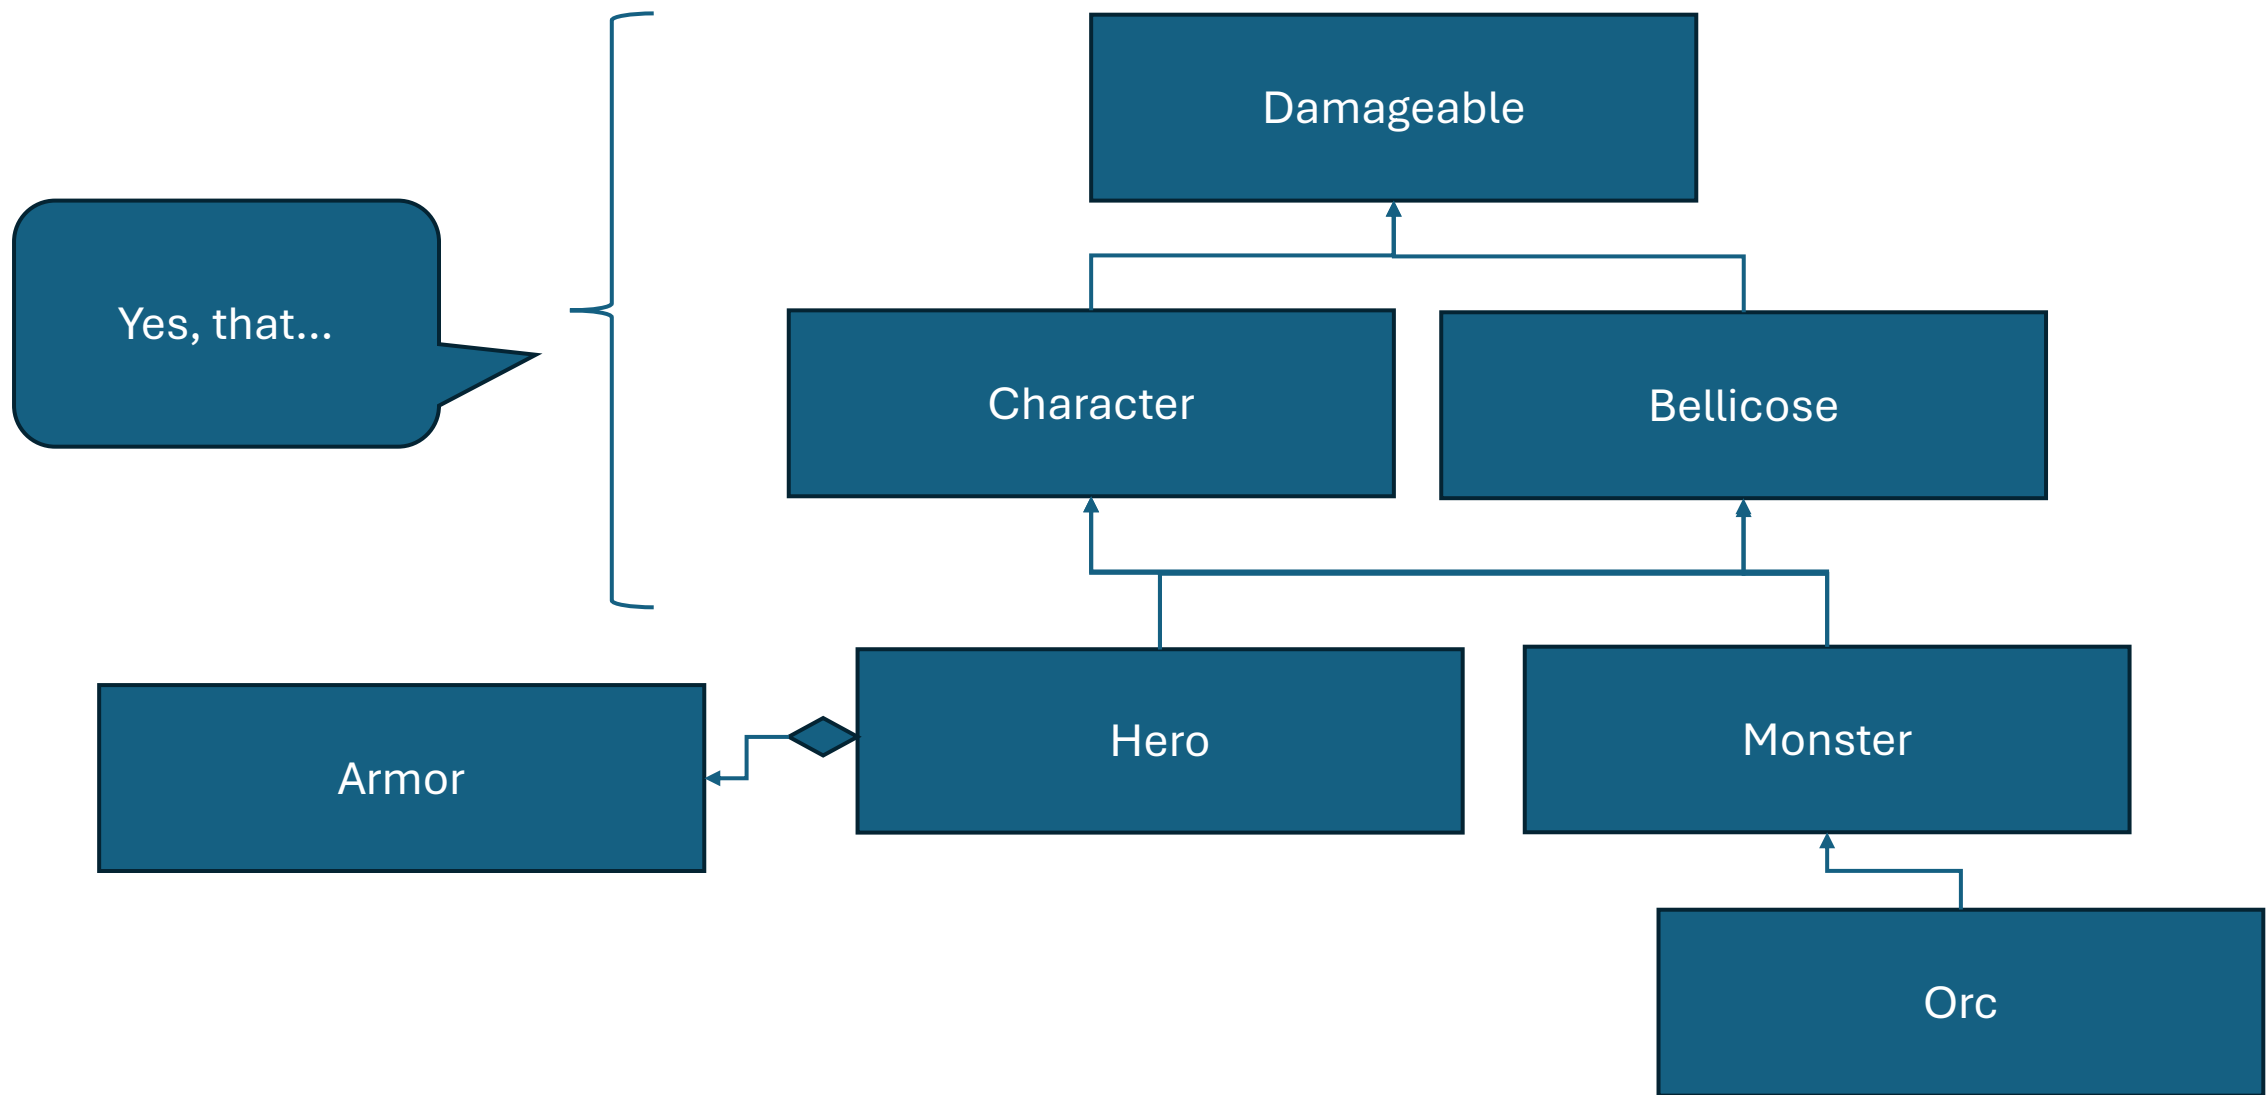 Damageable
Yes, that...
Character
Bellicose
Hero
Monster
Armor
Orc